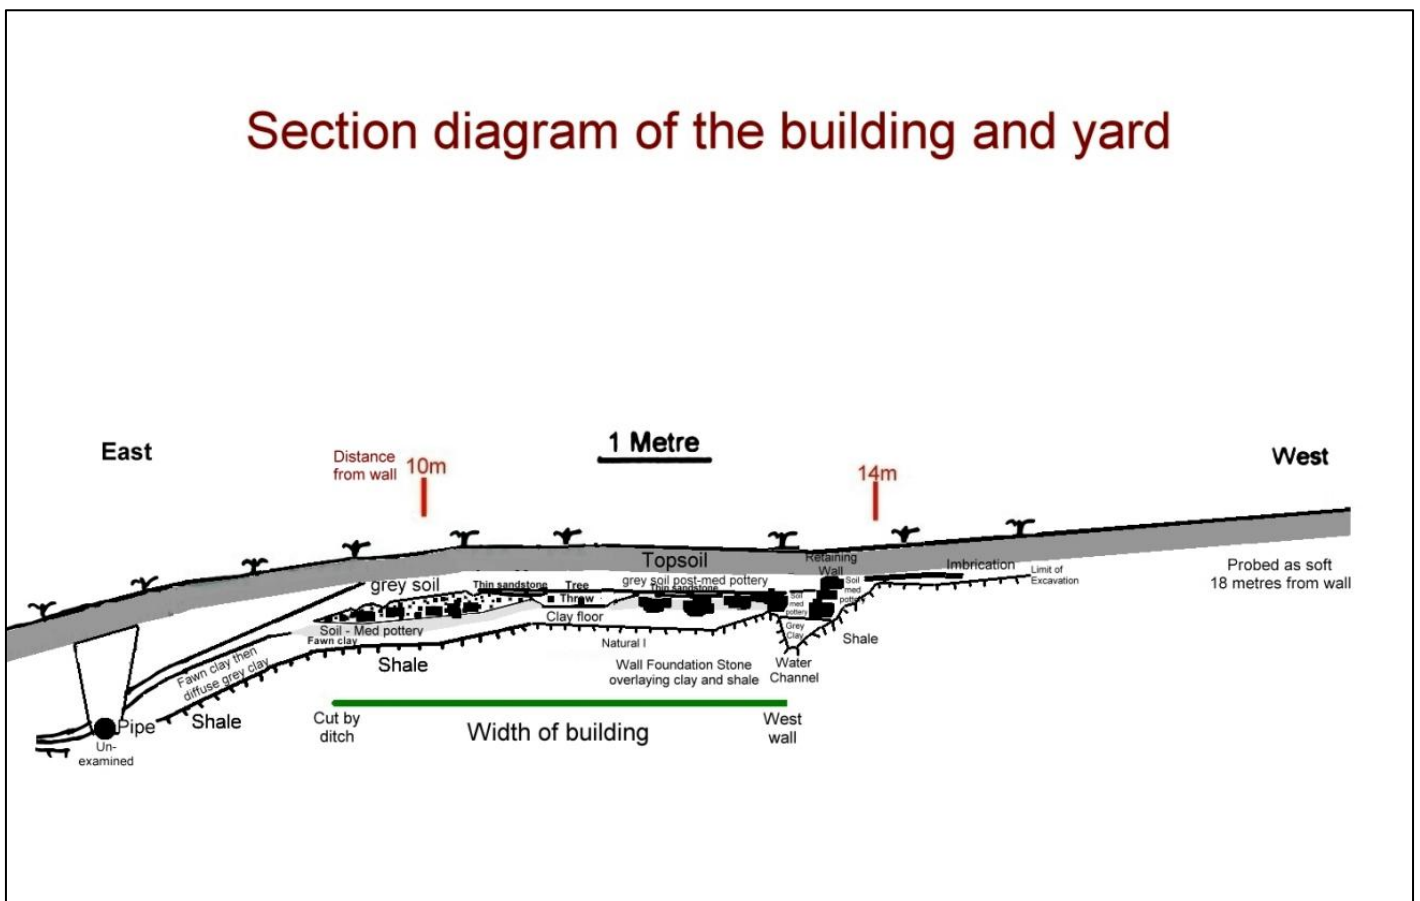 Section diagram of the building and yard
East
Distance
from wall
10m
1 Metre
14m
West
Topsoil
Retaining
Wall
Imbrication
Limit of
Excavation
Probed as soft
18 metres from wall
grey soil
Thin sandstone
Tree
Throw
grey soil post-med pottery
Thin sandstone
Soil
med
pottery
Soil
med
pottery
Soil - Med pottery
Fawn clay
Clay floor
Grey
Clay
Shale
Natural l
Fawn clay then
diffuse grey clay
Shale
Wall Foundation Stone
overlaying clay and shale
Water
Channel
Shale
Pipe
Un-
examined
Cut by
ditch
Width of building
West
wall